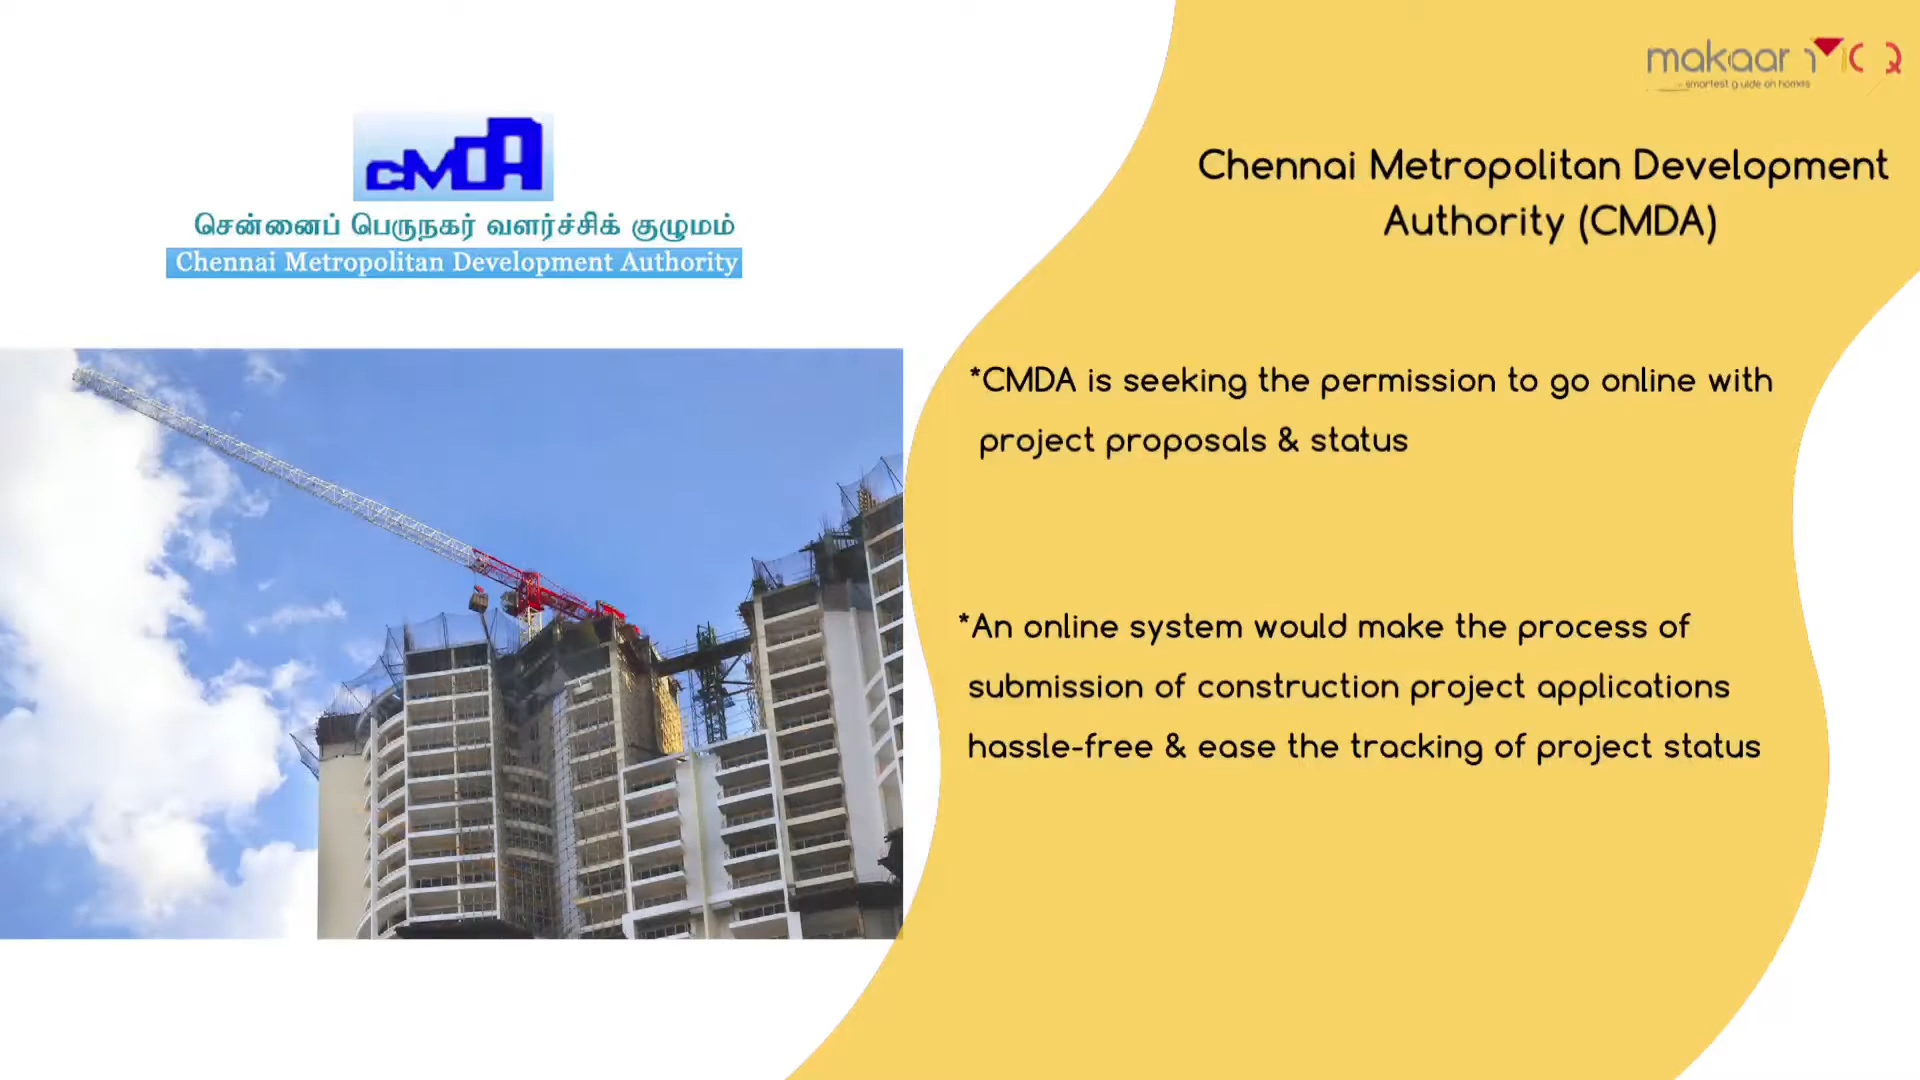 CMDA
சென்னைப் பெருநகர் வளர்ச்சிக் குழுமம்
Chennai Metropolitan Development Authority
makaan
smartest guide on homes
Chennai Metropolitan Development
Authority (CMDA)
*CMDA is seeking the permission to go online with
project proposals & status
*An online system would make the process of
submission of construction project applications
hassle-free & ease the tracking of project status